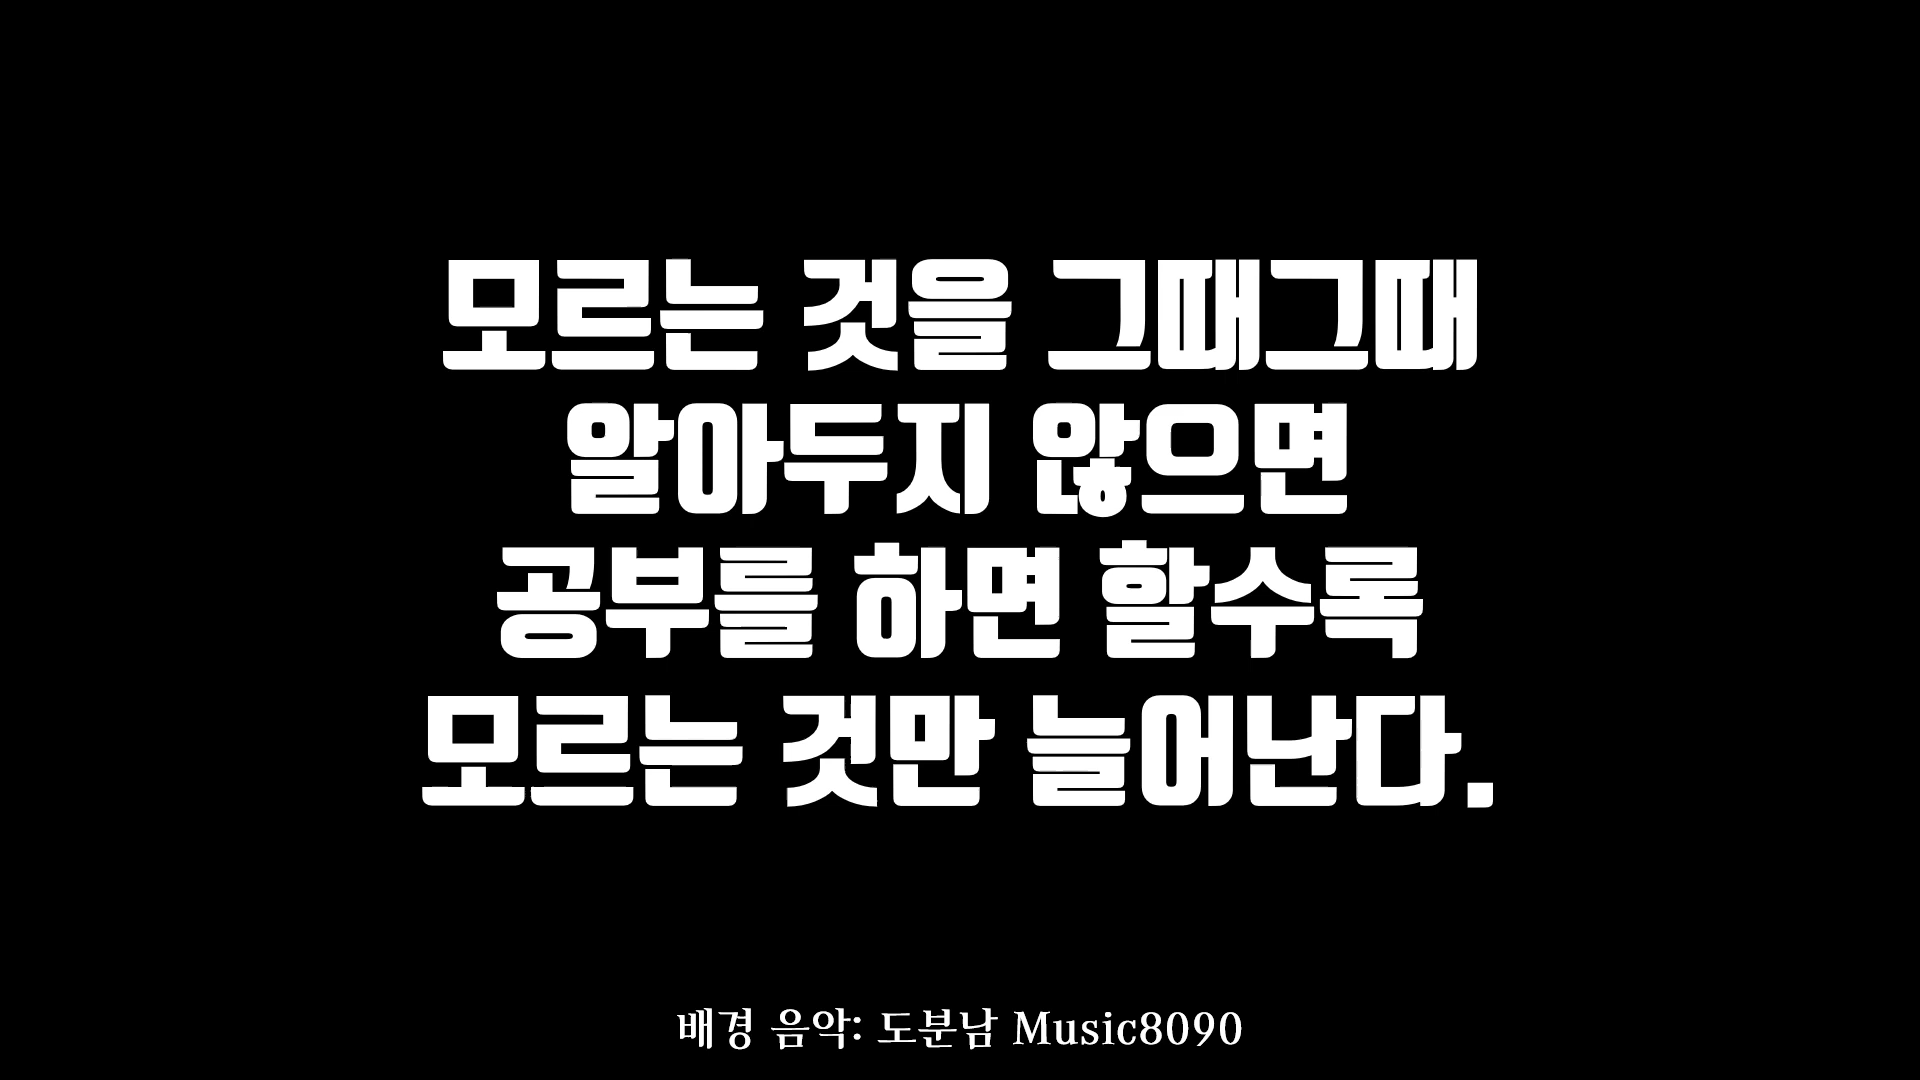 모르는 것을 그때그때
알아두지 않으면
공부를 하면 할수록
모르는 것만 늘어난다.
배경 음악: 도분남 Music8090